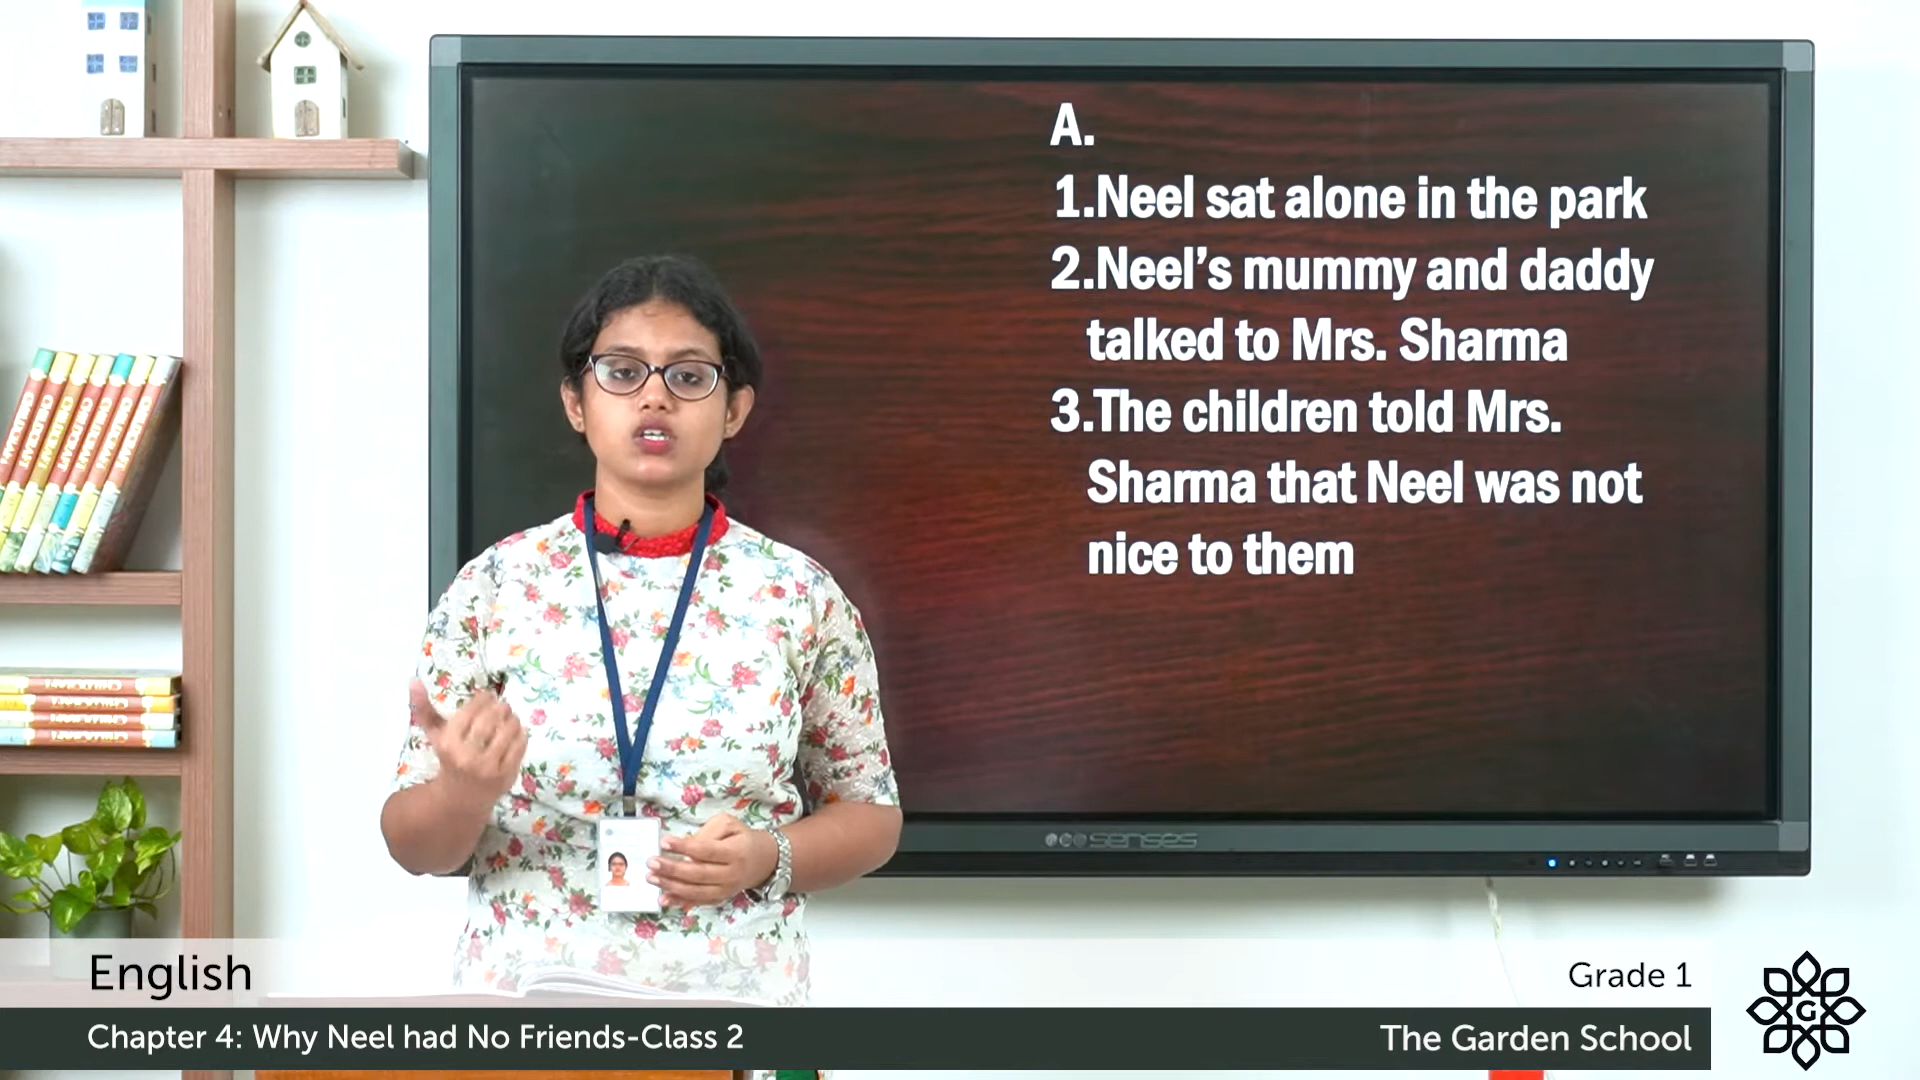 A.
1.Neel sat alone in the park
2.Neel's mummy and daddy
talked to Mrs. Sharma
3.The children told Mrs.
Sharma that Neel was not
nice to them
senses
English
Grade 1
Chapter 4: Why Neel had No Friends-Class 2
The Garden School
G